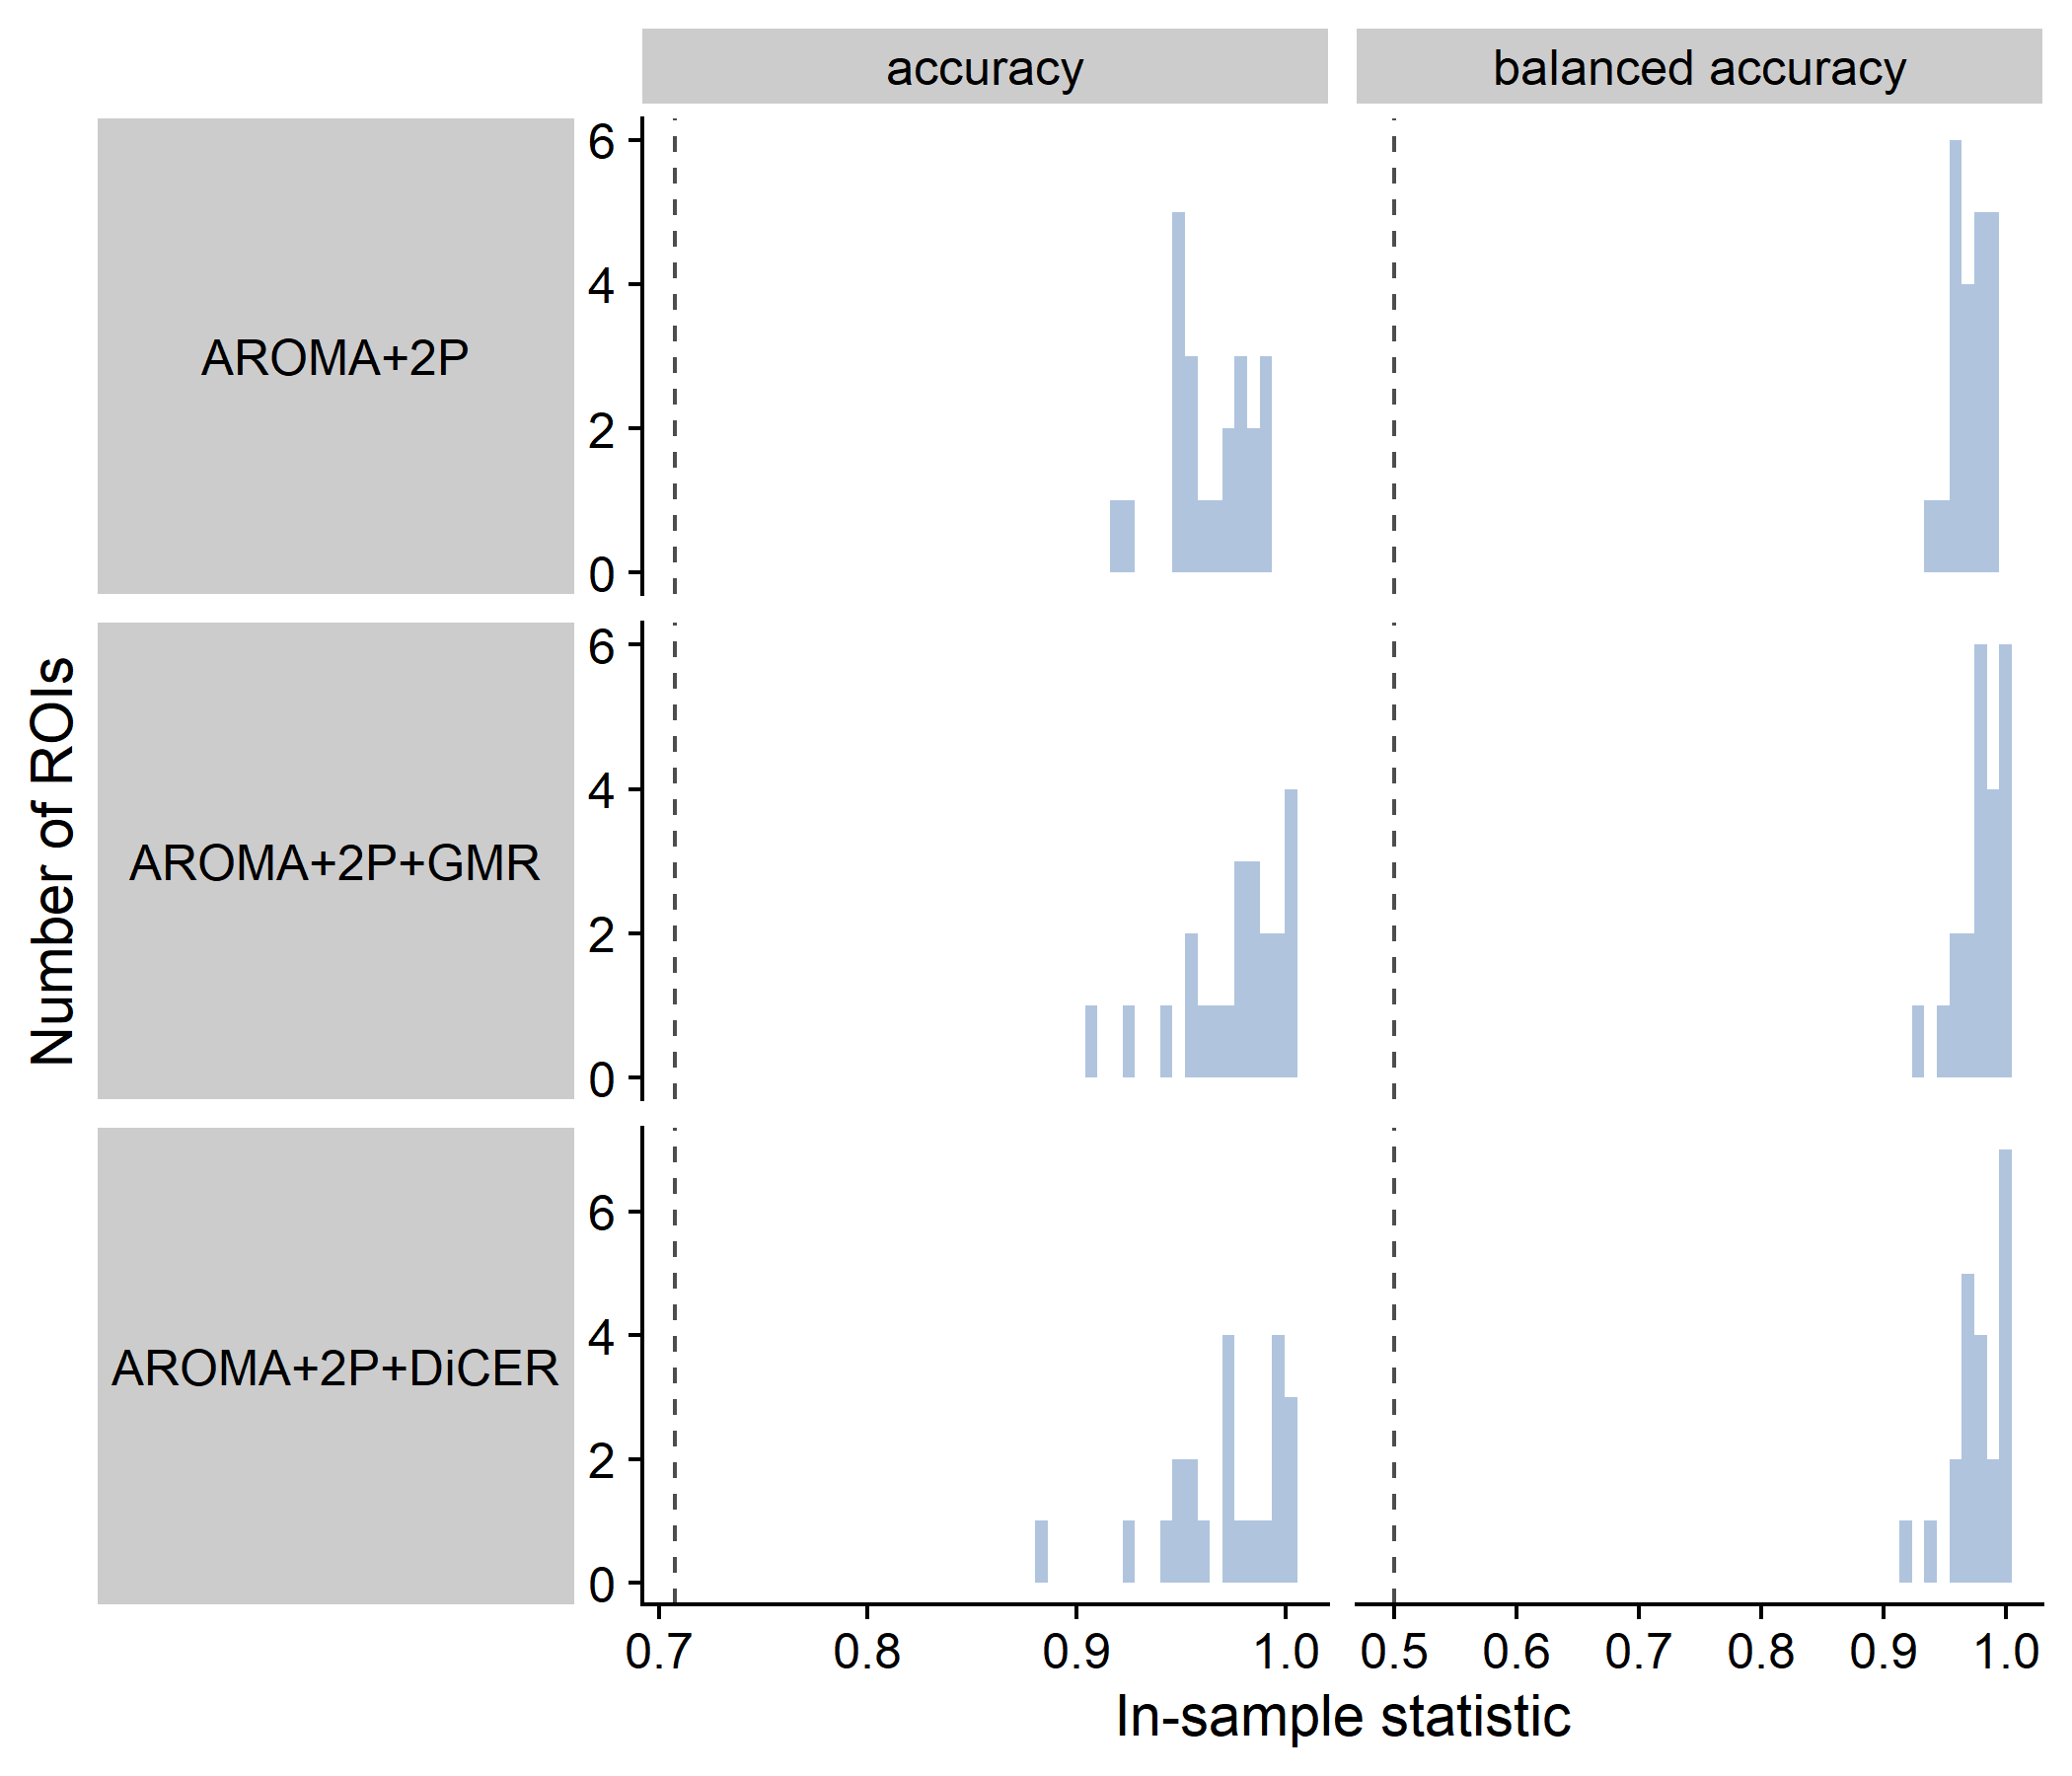 accuracy
balanced accuracy
AROMA+2P
6
4
2
0
AROMA+2P+GMR
6
4
2
0
AROMA+2P+DiCER
6
4
2
0
Number of ROIs
0.7 0.8 0.9 1.0
0.5 0.6 0.7 0.8 0.9 1.0
In-sample statistic